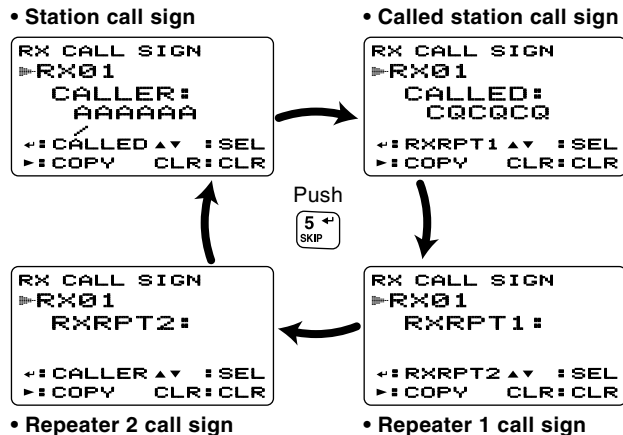 • Station call sign
RX CALL SIGN
RX01
CALLER:
AAAAAA
↵:CALLED ▲▼ :SEL
►:COPY CLR:CLR
• Called station call sign
RX CALL SIGN
RX01
CALLED:
CQCQCQ
↵:RXRPT1 ▲▼ :SEL
►:COPY CLR:CLR
Push
5 ↵
SKIP
RX CALL SIGN
RX01
RXRPT2:
↵:CALLER ▲▼ :SEL
►:COPY CLR:CLR
• Repeater 2 call sign
RX CALL SIGN
RX01
RXRPT1:
↵:RXRPT2 ▲▼ :SEL
►:COPY CLR:CLR
• Repeater 1 call sign